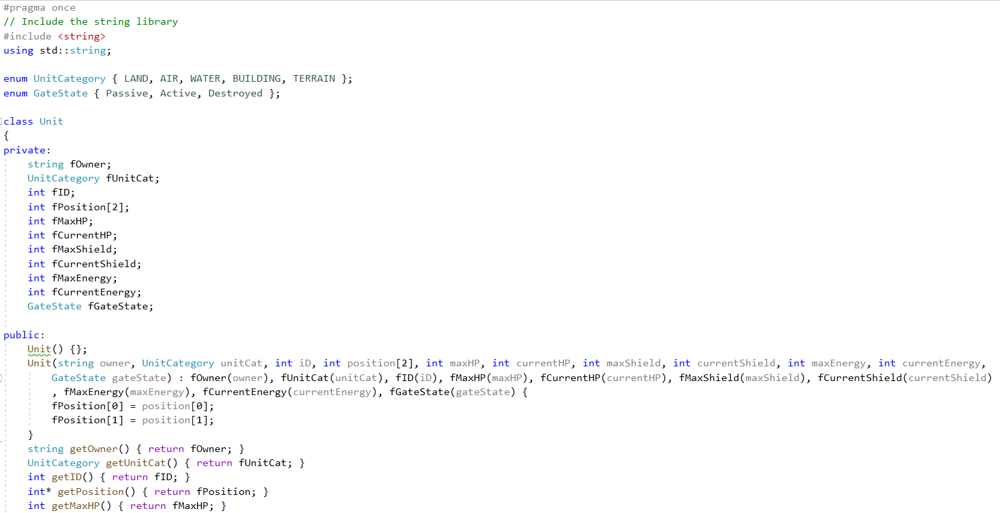 #pragma once
// Include the string library
#include <string>
using std::string;
enum UnitCategory { LAND, AIR, WATER, BUILDING, TERRAIN };
enum GateState { Passive, Active, Destroyed };
class Unit
{
private:
string fOwner;
UnitCategory fUnitCat;
int fID;
int fPosition[2];
int fMaxHP;
int fCurrentHP;
int fMaxShield;
int fCurrentShield;
int fMaxEnergy;
int fCurrentEnergy;
GateState fGateState;
public:
Unit() {};
Unit(string owner, UnitCategory unitCat, int iD, int position[2], int maxHP, int currentHP, int maxShield, int currentShield, int maxEnergy, int currentEnergy,
GateState gateState) : fOwner(owner), fUnitCat(unitCat), fID(iD), fMaxHP(maxHP), fCurrentHP(currentHP), fMaxShield(maxShield), fCurrentShield(currentShield)
, fMaxEnergy(maxEnergy), fCurrentEnergy(currentEnergy), fGateState(gateState) {
fPosition[0] = position[0];
fPosition[1] = position[1];
}
string getOwner() { return fOwner; }
UnitCategory getUnitCat() { return fUnitCat; }
int getID() { return fID; }
int* getPosition() { return fPosition; }
int getMaxHP() { return fMaxHP; }